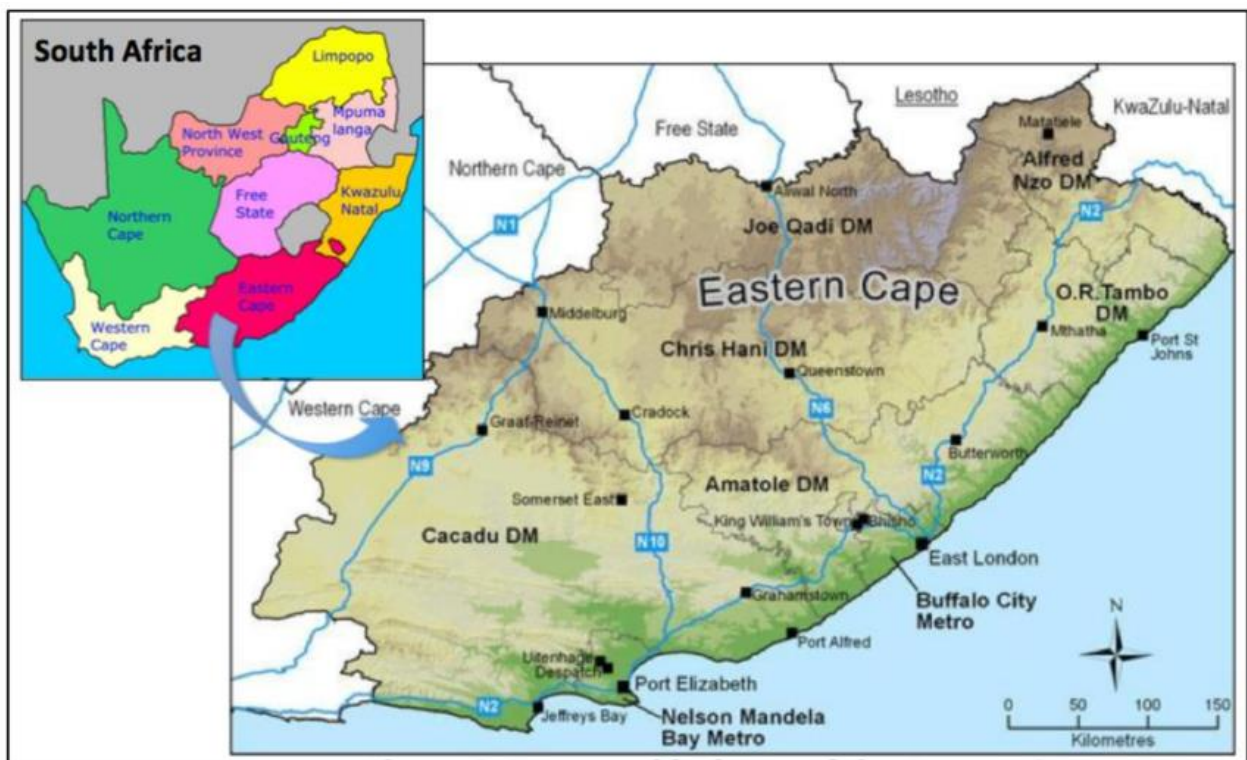 South Africa
Limpopo
Mpuma
langa
North West
Province
Gauteng
Free
State
Kwazulu
Natal
Northern
Cape
Eastern
Cape
Western
Cape
Lesotho
KwaZulu-Natal
Free State
Northern Cape
Matatiele
Alfred
Nzo DM
Aliwal North
N1
N2
Joe Qadi DM
Eastern Cape
O.R.Tambo
DM
Middelburg
Mthatha
Port St
Johns
Chris Hani DM
Queenstown
Western Cape
Graaf-Reinet
Cradock
N6
Butterworth
N9
N2
Somerset East
Amatole DM
King William's Town
Bhisho
Cacadu DM
N10
East London
Grahamstown
Buffalo City
Metro
N
Port Alfred
Uitenhage
Despatch
Port Elizabeth
N2
Jeffreys Bay
Nelson Mandela
Bay Metro
0 50 100 150
Kilometres